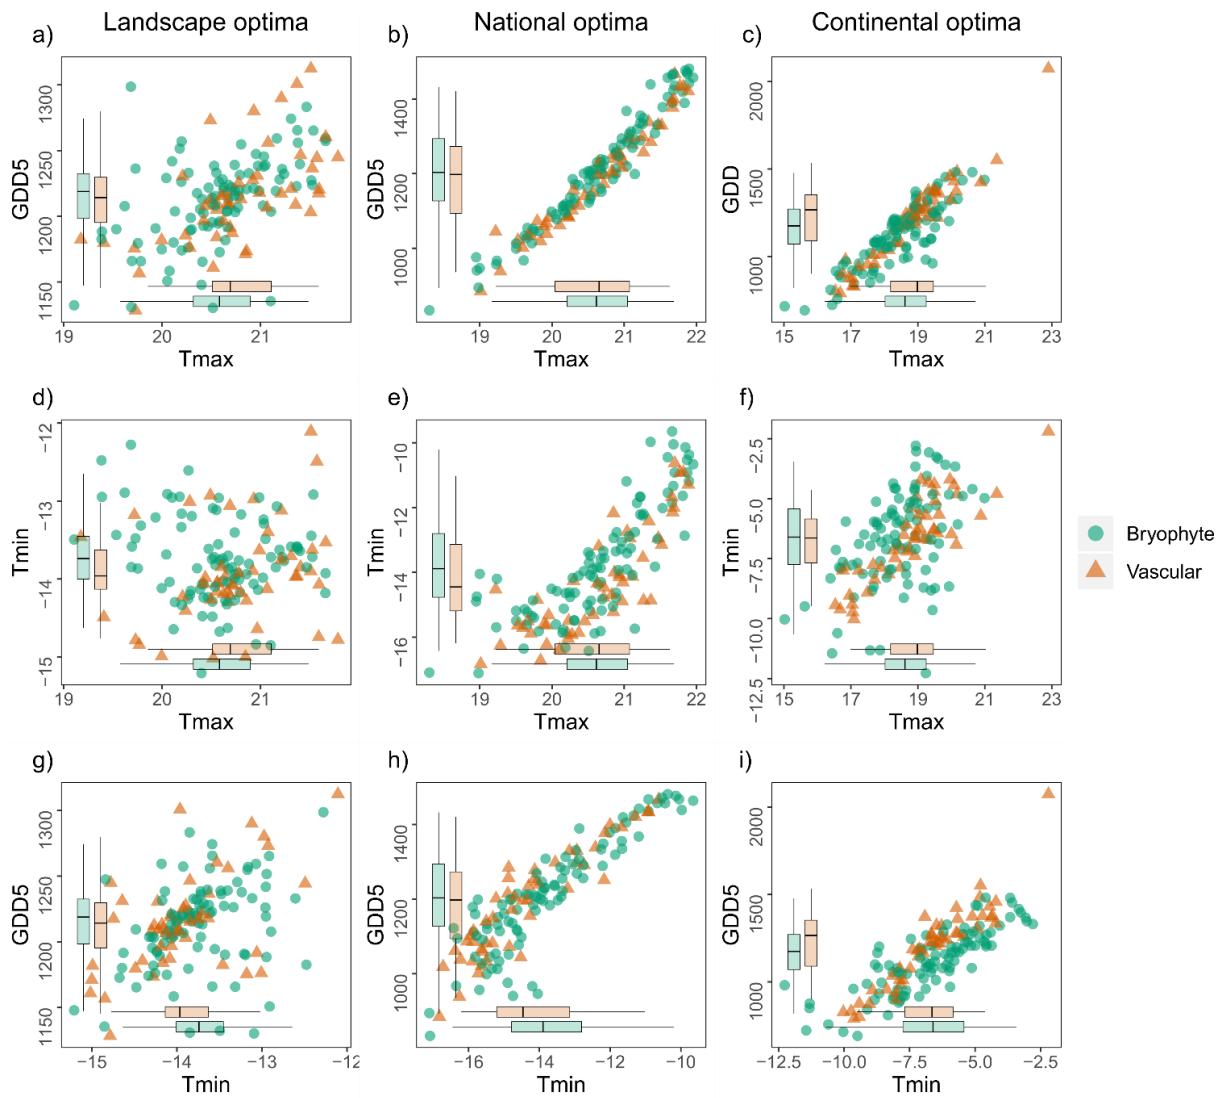 Landscape optima
National optima
Continental optima
a)
b)
c)
GDD5
1150
1200
1250
1300
19
20
21
Tmax
GDD5
1000
1200
1400
19
20
21
22
Tmax
GDD
1000
1500
2000
15
17
19
21
23
Tmax
d)
e)
f)
Tmin
−12
−13
−14
−15
19
20
21
Tmax
Tmin
−10
−12
−14
−16
19
20
21
22
Tmax
Tmin
−2.5
−5.0
−7.5
−10.0
−12.5
15
17
19
21
23
Tmax
Bryophyte
Vascular
g)
h)
i)
GDD5
1150
1200
1250
1300
−15
−14
−13
−12
Tmin
GDD5
1000
1200
1400
−16
−14
−12
−10
Tmin
GDD5
1000
1500
2000
−12.5
−10.0
−7.5
−5.0
−2.5
Tmin